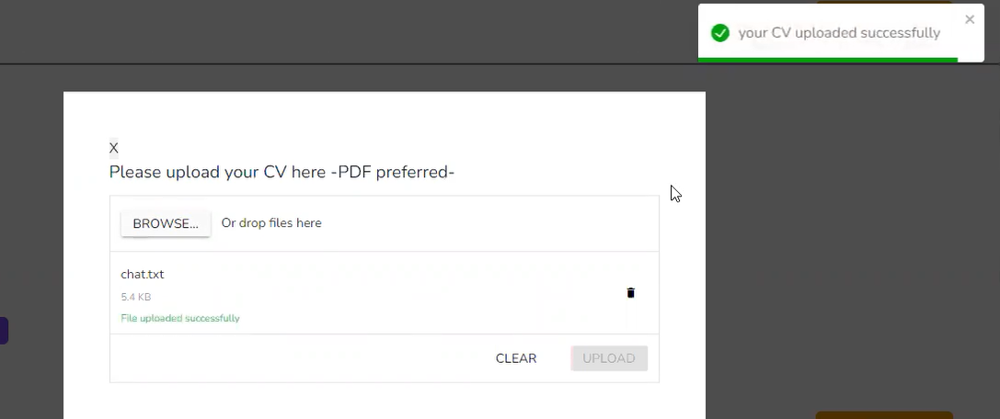 your CV uploaded successfully
X
Please upload your CV here -PDF preferred-
BROWSE... Or drop files here
chat.txt
5.4 KB
File uploaded successfully
CLEAR UPLOAD